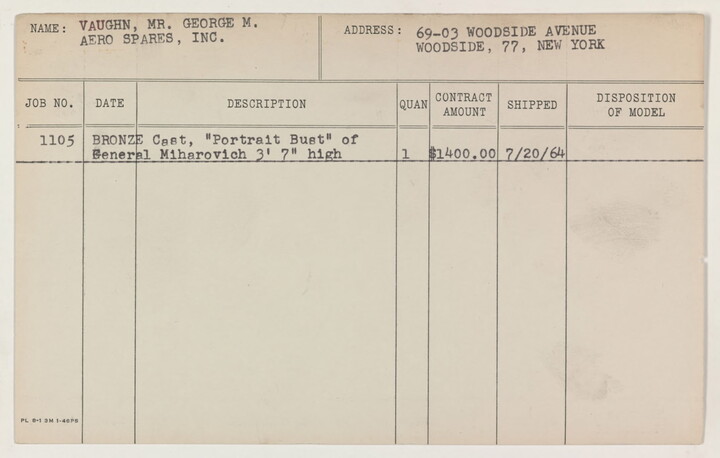 NAME: VAUGHN, MR. GEORGE M.
AERO SPARES, INC.
ADDRESS: 69-03 WOODSIDE AVENUE
WOODSIDE, 77, NEW YORK
JOB NO. DATE DESCRIPTION QUAN CONTRACT AMOUNT SHIPPED DISPOSITION OF MODEL
1105 BRONZE Cast, "Portrait Bust" of
General Miharovich 3' 7" high 1 $1400.00 7/20/64